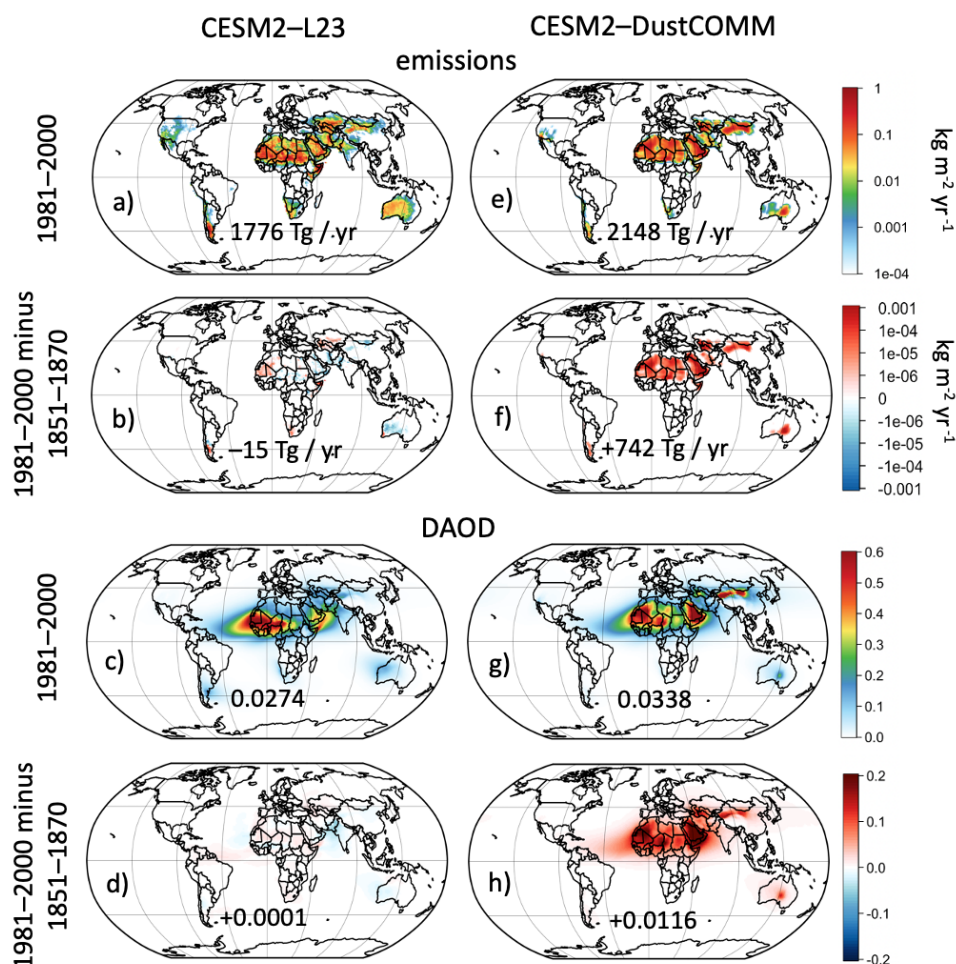 CESM2–L23
CESM2–DustCOMM
emissions
1981–2000
a)
1776 Tg / yr
e)
2148 Tg / yr
1
0.1
0.01
0.001
1e-04
kg m⁻² yr⁻¹
1981–2000 minus
1851–1870
b)
–15 Tg / yr
f)
+742 Tg / yr
0.001
1e-04
1e-05
1e-06
0
-1e-06
-1e-05
-1e-04
-0.001
kg m⁻² yr⁻¹
DAOD
1981–2000
c)
0.0274
g)
0.0338
0.6
0.5
0.4
0.3
0.2
0.1
0.0
1981–2000 minus
1851–1870
d)
+0.0001
h)
+0.0116
0.2
0.1
0.0
-0.1
-0.2